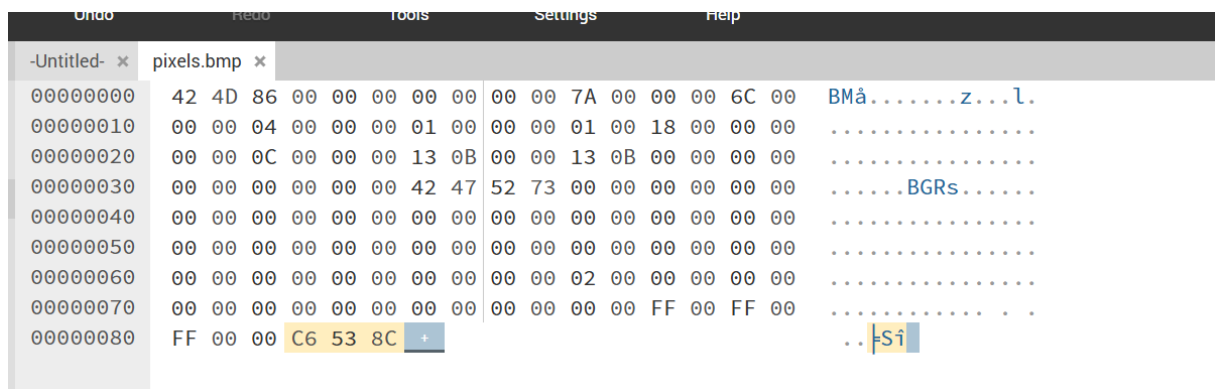 Undo Redo Tools Settings Help
-Untitled- × pixels.bmp ×
00000000 42 4D 86 00 00 00 00 00 00 00 7A 00 00 00 6C 00 BMå.......z...l.
00000010 00 00 04 00 00 00 01 00 00 00 01 00 18 00 00 00 ................
00000020 00 00 0C 00 00 00 13 0B 00 00 13 0B 00 00 00 00 ................
00000030 00 00 00 00 00 00 42 47 52 73 00 00 00 00 00 00 ......BGRs......
00000040 00 00 00 00 00 00 00 00 00 00 00 00 00 00 00 00 ................
00000050 00 00 00 00 00 00 00 00 00 00 00 00 00 00 00 00 ................
00000060 00 00 00 00 00 00 00 00 00 00 02 00 00 00 00 00 ................
00000070 00 00 00 00 00 00 00 00 00 00 00 00 FF 00 FF 00 ............ . .
00000080 FF 00 00 C6 53 8C + ..╞Sî